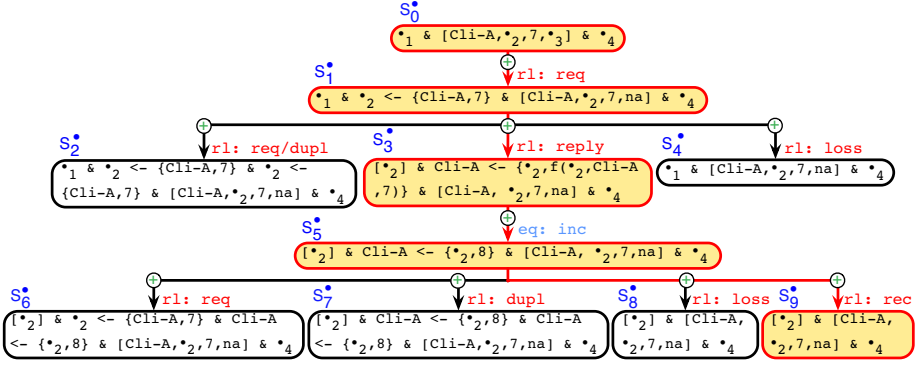 S•0
•1 & [Cli-A,•2,7,•3] & •4
+
rl: req
S•1
•1 & •2 <- {Cli-A,7} & [Cli-A,•2,7,na] & •4
+ + +
rl: req/dupl rl: reply rl: loss
S•2 S•3 S•4
•1 & •2 <- {Cli-A,7} & •2 <-
{Cli-A,7} & [Cli-A,•2,7,na] & •4
[•2] & Cli-A <- {•2,f(•2,Cli-A
,7)} & [Cli-A, •2,7,na] & •4
•1 & [Cli-A,•2,7,na] & •4
+
eq: inc
S•5
[•2] & Cli-A <- {•2,8} & [Cli-A, •2,7,na] & •4
+ + + +
rl: req rl: dupl rl: loss rl: rec
S•6 S•7 S•8 S•9
[•2] & •2 <- {Cli-A,7} & Cli-A
<- {•2,8} & [Cli-A,•2,7,na] & •4
[•2] & Cli-A <- {•2,8} & Cli-A
<- {•2,8} & [Cli-A,•2,7,na] & •4
[•2] & [Cli-A,
•2,7,na] & •4
[•2] & [Cli-A,
•2,7,na] & •4